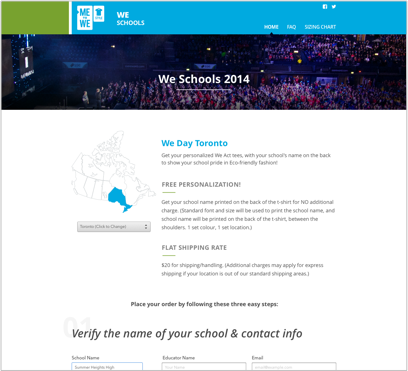 ME
to
WE
WE
SCHOOLS
HOME FAQ SIZING CHART
We Schools 2014
We Day Toronto
Get your personalized We Act tees, with your school's name on the back
to show your school pride in Eco-friendly fashion!
FREE PERSONALIZATION!
Get your school name printed on the back of the t-shirt for NO additional
charge. (Standard font and size will be used to print the school name, and
school name will be printed on the back of the t-shirt, between the
shoulders. 1 set colour, 1 set location.)
Toronto (Click to Change)
FLAT SHIPPING RATE
$20 for shipping/handling. (Additional charges may apply for express
shipping if your location is out of our standard shipping areas.)
Place your order by following these three easy steps:
01
Verify the name of your school & contact info
School Name Educator Name Email
Summer Heights High Your Name